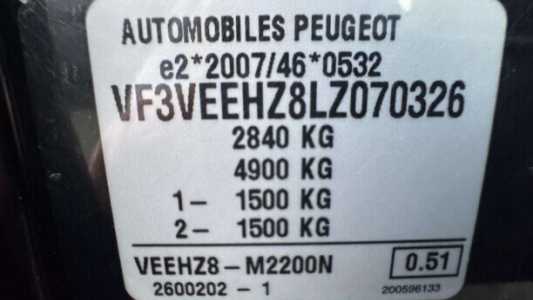 AUTOMOBILES PEUGEOT
e2*2007/46*0532
VF3VEEHZ8LZ070326
2840 KG
4900 KG
1- 1500 KG
2- 1500 KG
VEEHZ8-M2200N 0.51
2600202-1 200596133